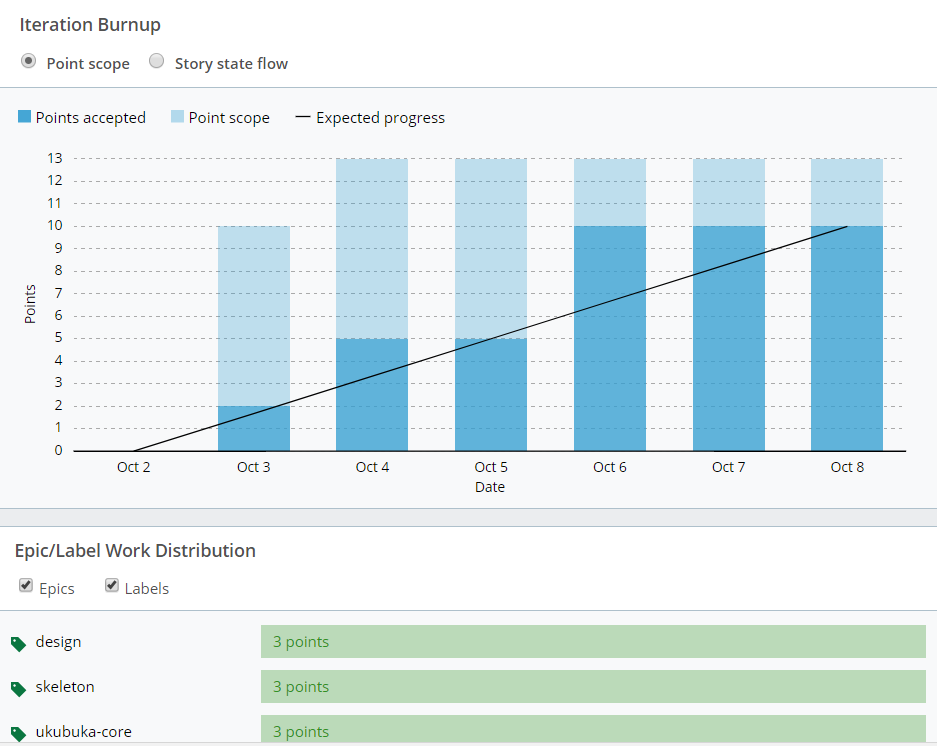 Iteration Burnup
Point scope Story state flow
Points accepted Point scope Expected progress
13
12
11
10
9
8
7
6
5
4
3
2
1
0
Points
Oct 2 Oct 3 Oct 4 Oct 5 Oct 6 Oct 7 Oct 8
Date
Epic/Label Work Distribution
Epics Labels
design 3 points
skeleton 3 points
ukubuka-core 3 points